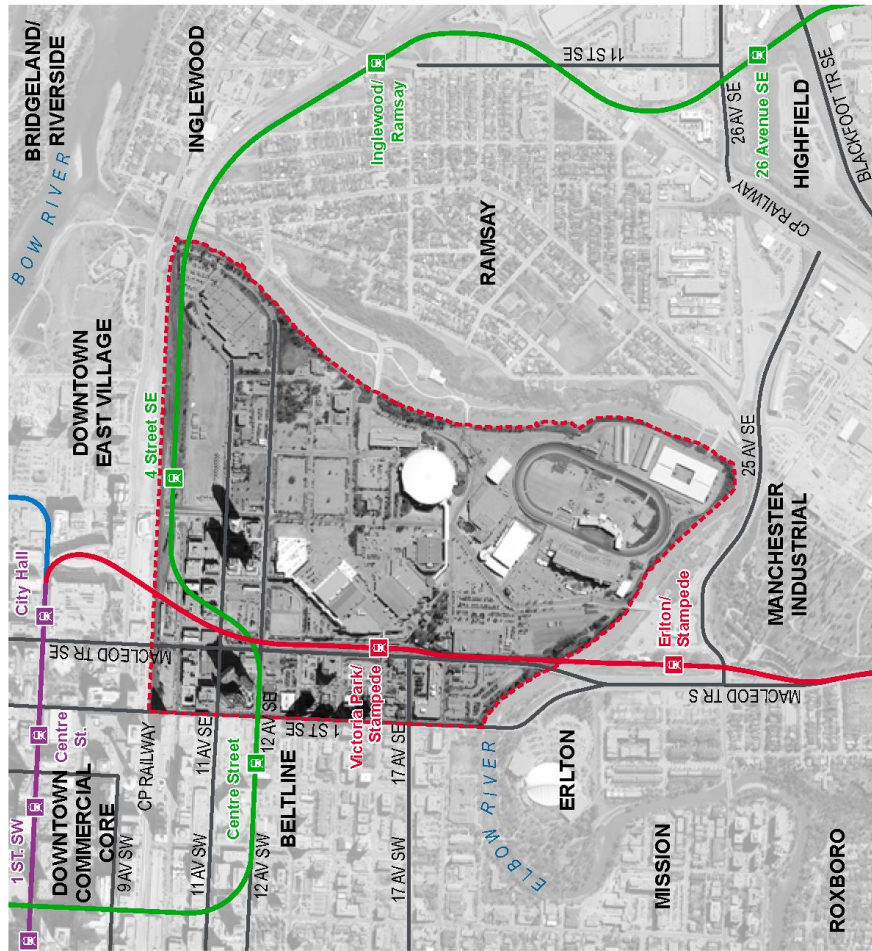 BRIDGELAND/
RIVERSIDE
BOW RIVER
INGLEWOOD
DOWNTOWN
EAST VILLAGE
4 Street SE
Inglewood/
Ramsay
11 ST SE
26 AV SE
26 Avenue SE
HIGHFIELD
BLACKFOOT TR SE
CP RAILWAY
RAMSAY
City Hall
MACLEOD TR SE
Centre
St.
1 ST. SW
DOWNTOWN
COMMERCIAL
CORE
9 AV SW
CP RAILWAY
11 AV SE
11 AV SW
12 AV SE
12 AV SW
Centre Street
BELTLINE
1 ST SE
Victoria Park/
Stampede
17 AV SE
17 AV SW
25 AV SE
MANCHESTER
INDUSTRIAL
Erlton/
Stampede
MACLEOD TR S
ELBOW RIVER
ERLTON
MISSION
ROXBORO